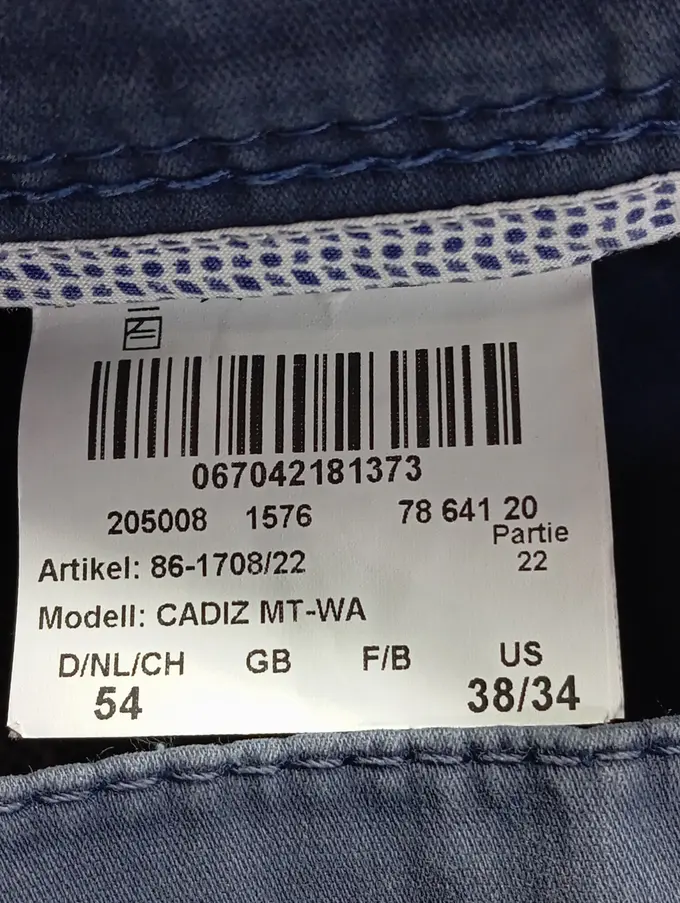 067042181373
205008 1576 78 641 20
Partie
Artikel: 86-1708/22 22
Modell: CADIZ MT-WA
D/NL/CH GB F/B US
54 38/34